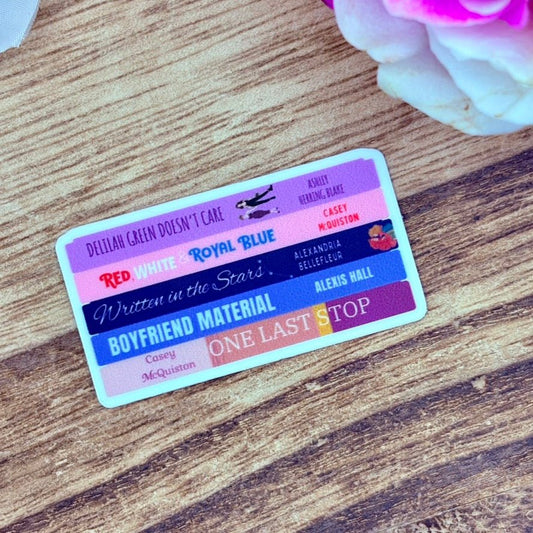 DELILAH GREEN DOESN'T CARE ASHLEY HERRING BLAKE
RED, WHITE & ROYAL BLUE CASEY McQUISTON
Written in the Stars ALEXANDRIA BELLEFLEUR
BOYFRIEND MATERIAL ALEXIS HALL
Casey McQuiston ONE LAST STOP